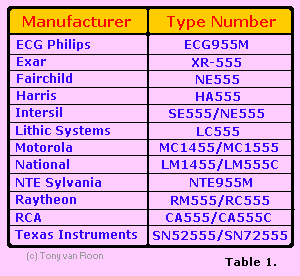 Manufacturer Type Number
ECG Philips ECG955M
Exar XR-555
Fairchild NE555
Harris HA555
Intersil SE555/NE555
Lithic Systems LC555
Motorola MC1455/MC1555
National LM1455/LM555C
NTE Sylvania NTE955M
Raytheon RM555/RC555
RCA CA555/CA555C
Texas Instruments SN52555/SN72555
(c) Tony van Roon
Table 1.